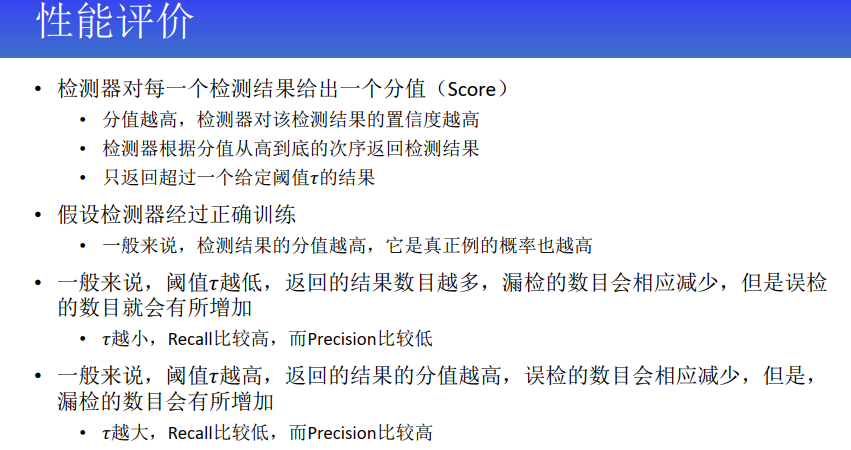 性能评价
• 检测器对每一个检测结果给出一个分值（Score）
• 分值越高，检测器对该检测结果的置信度越高
• 检测器根据分值从高到底的次序返回检测结果
• 只返回超过一个给定阈值τ的结果
• 假设检测器经过正确训练
• 一般来说，检测结果的分值越高，它是真正例的概率也越高
• 一般来说，阈值τ越低，返回的结果数目越多，漏检的数目会相应减少，但是误检
的数目就会有所增加
• τ越小，Recall比较高，而Precision比较低
• 一般来说，阈值τ越高，返回的结果的分值越高，误检的数目会相应减少，但是，
漏检的数目会有所增加
• τ越大，Recall比较低，而Precision比较高